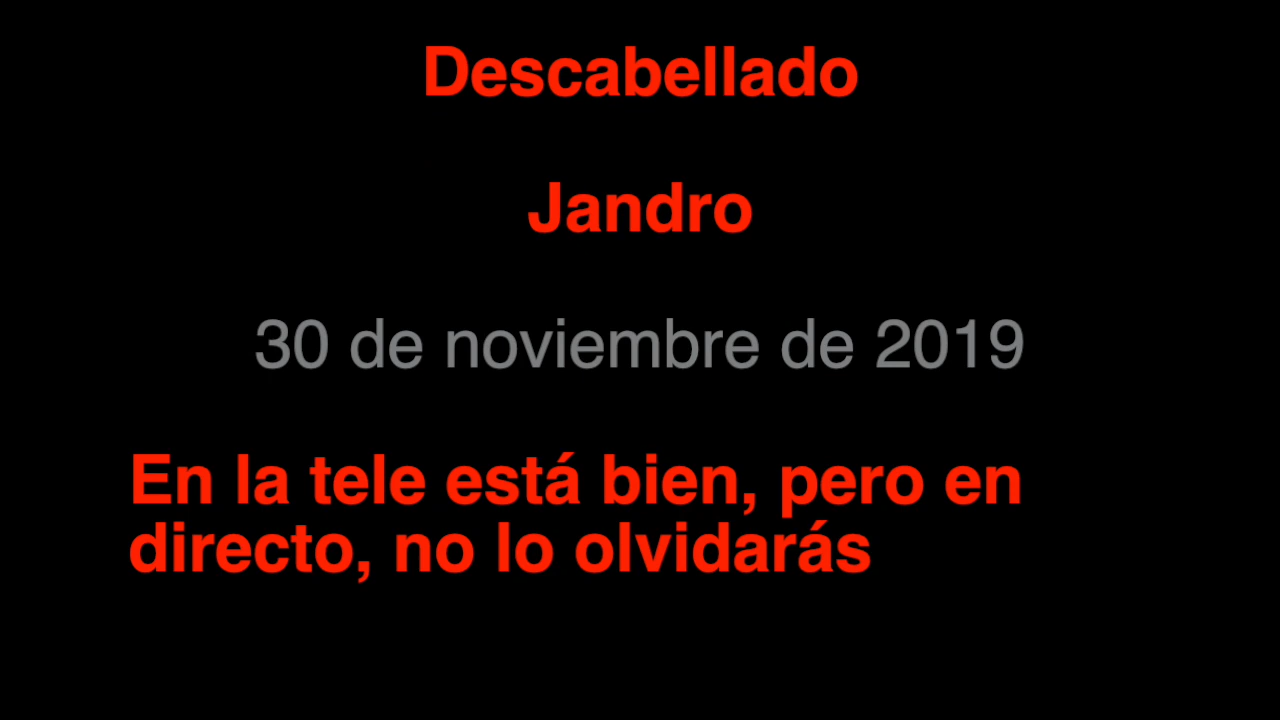 Descabellado
Jandro
30 de noviembre de 2019
En la tele está bien, pero en
directo, no lo olvidarás